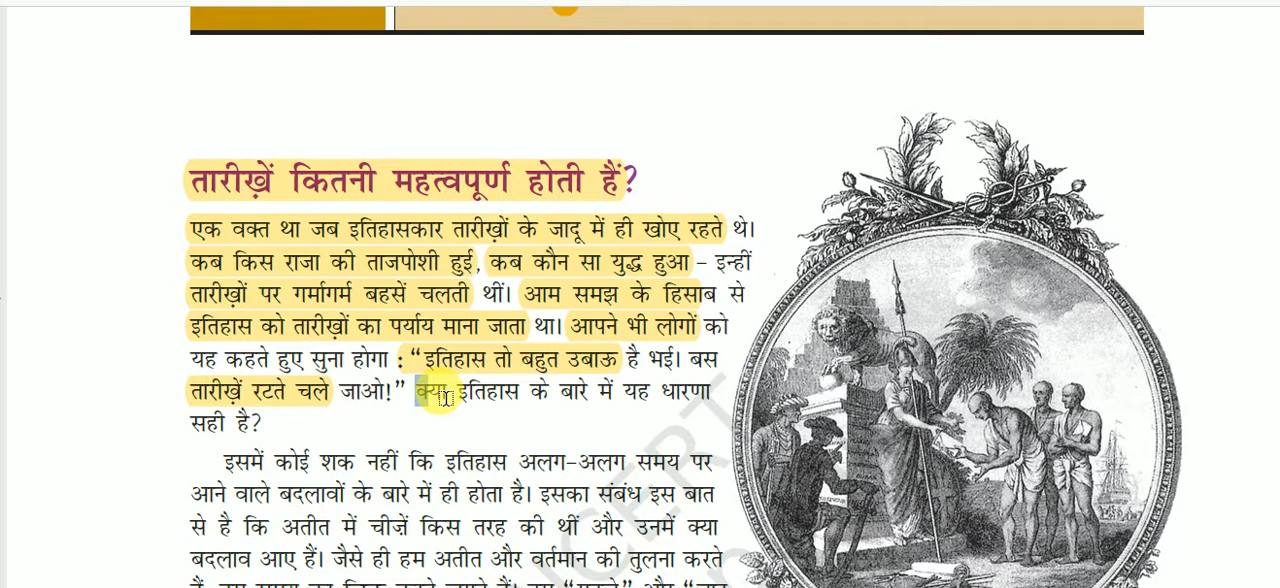 तारीख़ें कितनी महत्वपूर्ण होती हैं?
एक वक्त था जब इतिहासकार तारीख़ों के जादू में ही खोए रहते थे।
कब किस राजा की ताजपोशी हुई, कब कौन सा युद्ध हुआ – इन्हीं
तारीख़ों पर गर्मागर्म बहसें चलती थीं। आम समझ के हिसाब से
इतिहास को तारीख़ों का पर्याय माना जाता था। आपने भी लोगों को
यह कहते हुए सुना होगा : “इतिहास तो बहुत उबाऊ है भई। बस
तारीख़ें रटते चले जाओ!” क्या इतिहास के बारे में यह धारणा
सही है?
इसमें कोई शक नहीं कि इतिहास अलग-अलग समय पर
आने वाले बदलावों के बारे में ही होता है। इसका संबंध इस बात
से है कि अतीत में चीज़ें किस तरह की थीं और उनमें क्या
बदलाव आए हैं। जैसे ही हम अतीत और वर्तमान की तुलना करते
NCERT